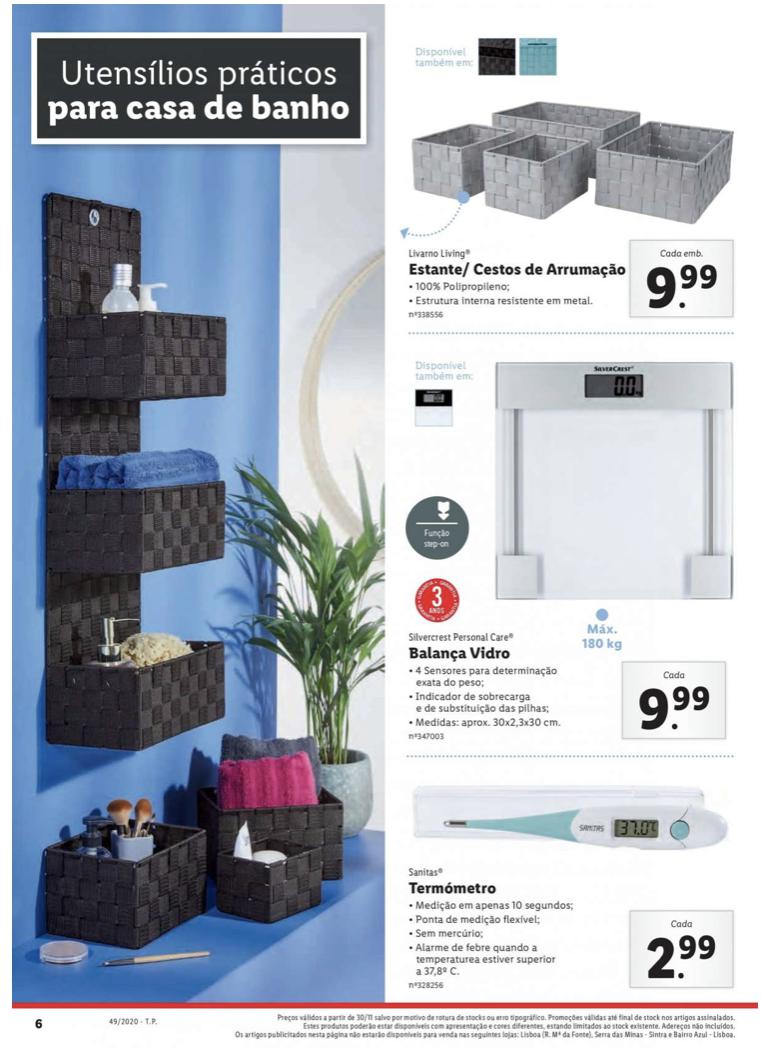 Utensílios práticos
para casa de banho
Disponível
também em:
Livarno Living®
Estante/ Cestos de Arrumação
• 100% Polipropileno;
• Estrutura interna resistente em metal.
nº338556
Cada emb.
9.99
Disponível
também em:
SILVERCREST®
0.0
Função
step-on
GARANTIA • GARANTIA
3
ANOS
Máx.
180 kg
Silvercrest Personal Care®
Balança Vidro
• 4 Sensores para determinação
exata do peso;
• Indicador de sobrecarga
e de substituição das pilhas;
• Medidas: aprox. 30x2,3x30 cm.
nº347003
Cada
9.99
SANITAS
37.0°C
Sanitas®
Termómetro
• Medição em apenas 10 segundos;
• Ponta de medição flexível;
• Sem mercúrio;
• Alarme de febre quando a
temperaturea estiver superior
a 37,8º C.
nº328256
Cada
2.99
6
49/2020 - T.P.
Preços válidos a partir de 30/11 salvo por motivo de rotura de stocks ou erro tipográfico. Promoções válidas até final de stock nos artigos assinalados.
Estes produtos poderão estar disponíveis com apresentação e cores diferentes, estando limitados ao stock existente. Adereços não incluídos.
Os artigos publicitados nesta página não estarão disponíveis para venda nas seguintes lojas: Lisboa (R. Mª da Fonte), Serra das Minas - Sintra e Bairro Azul - Lisboa.